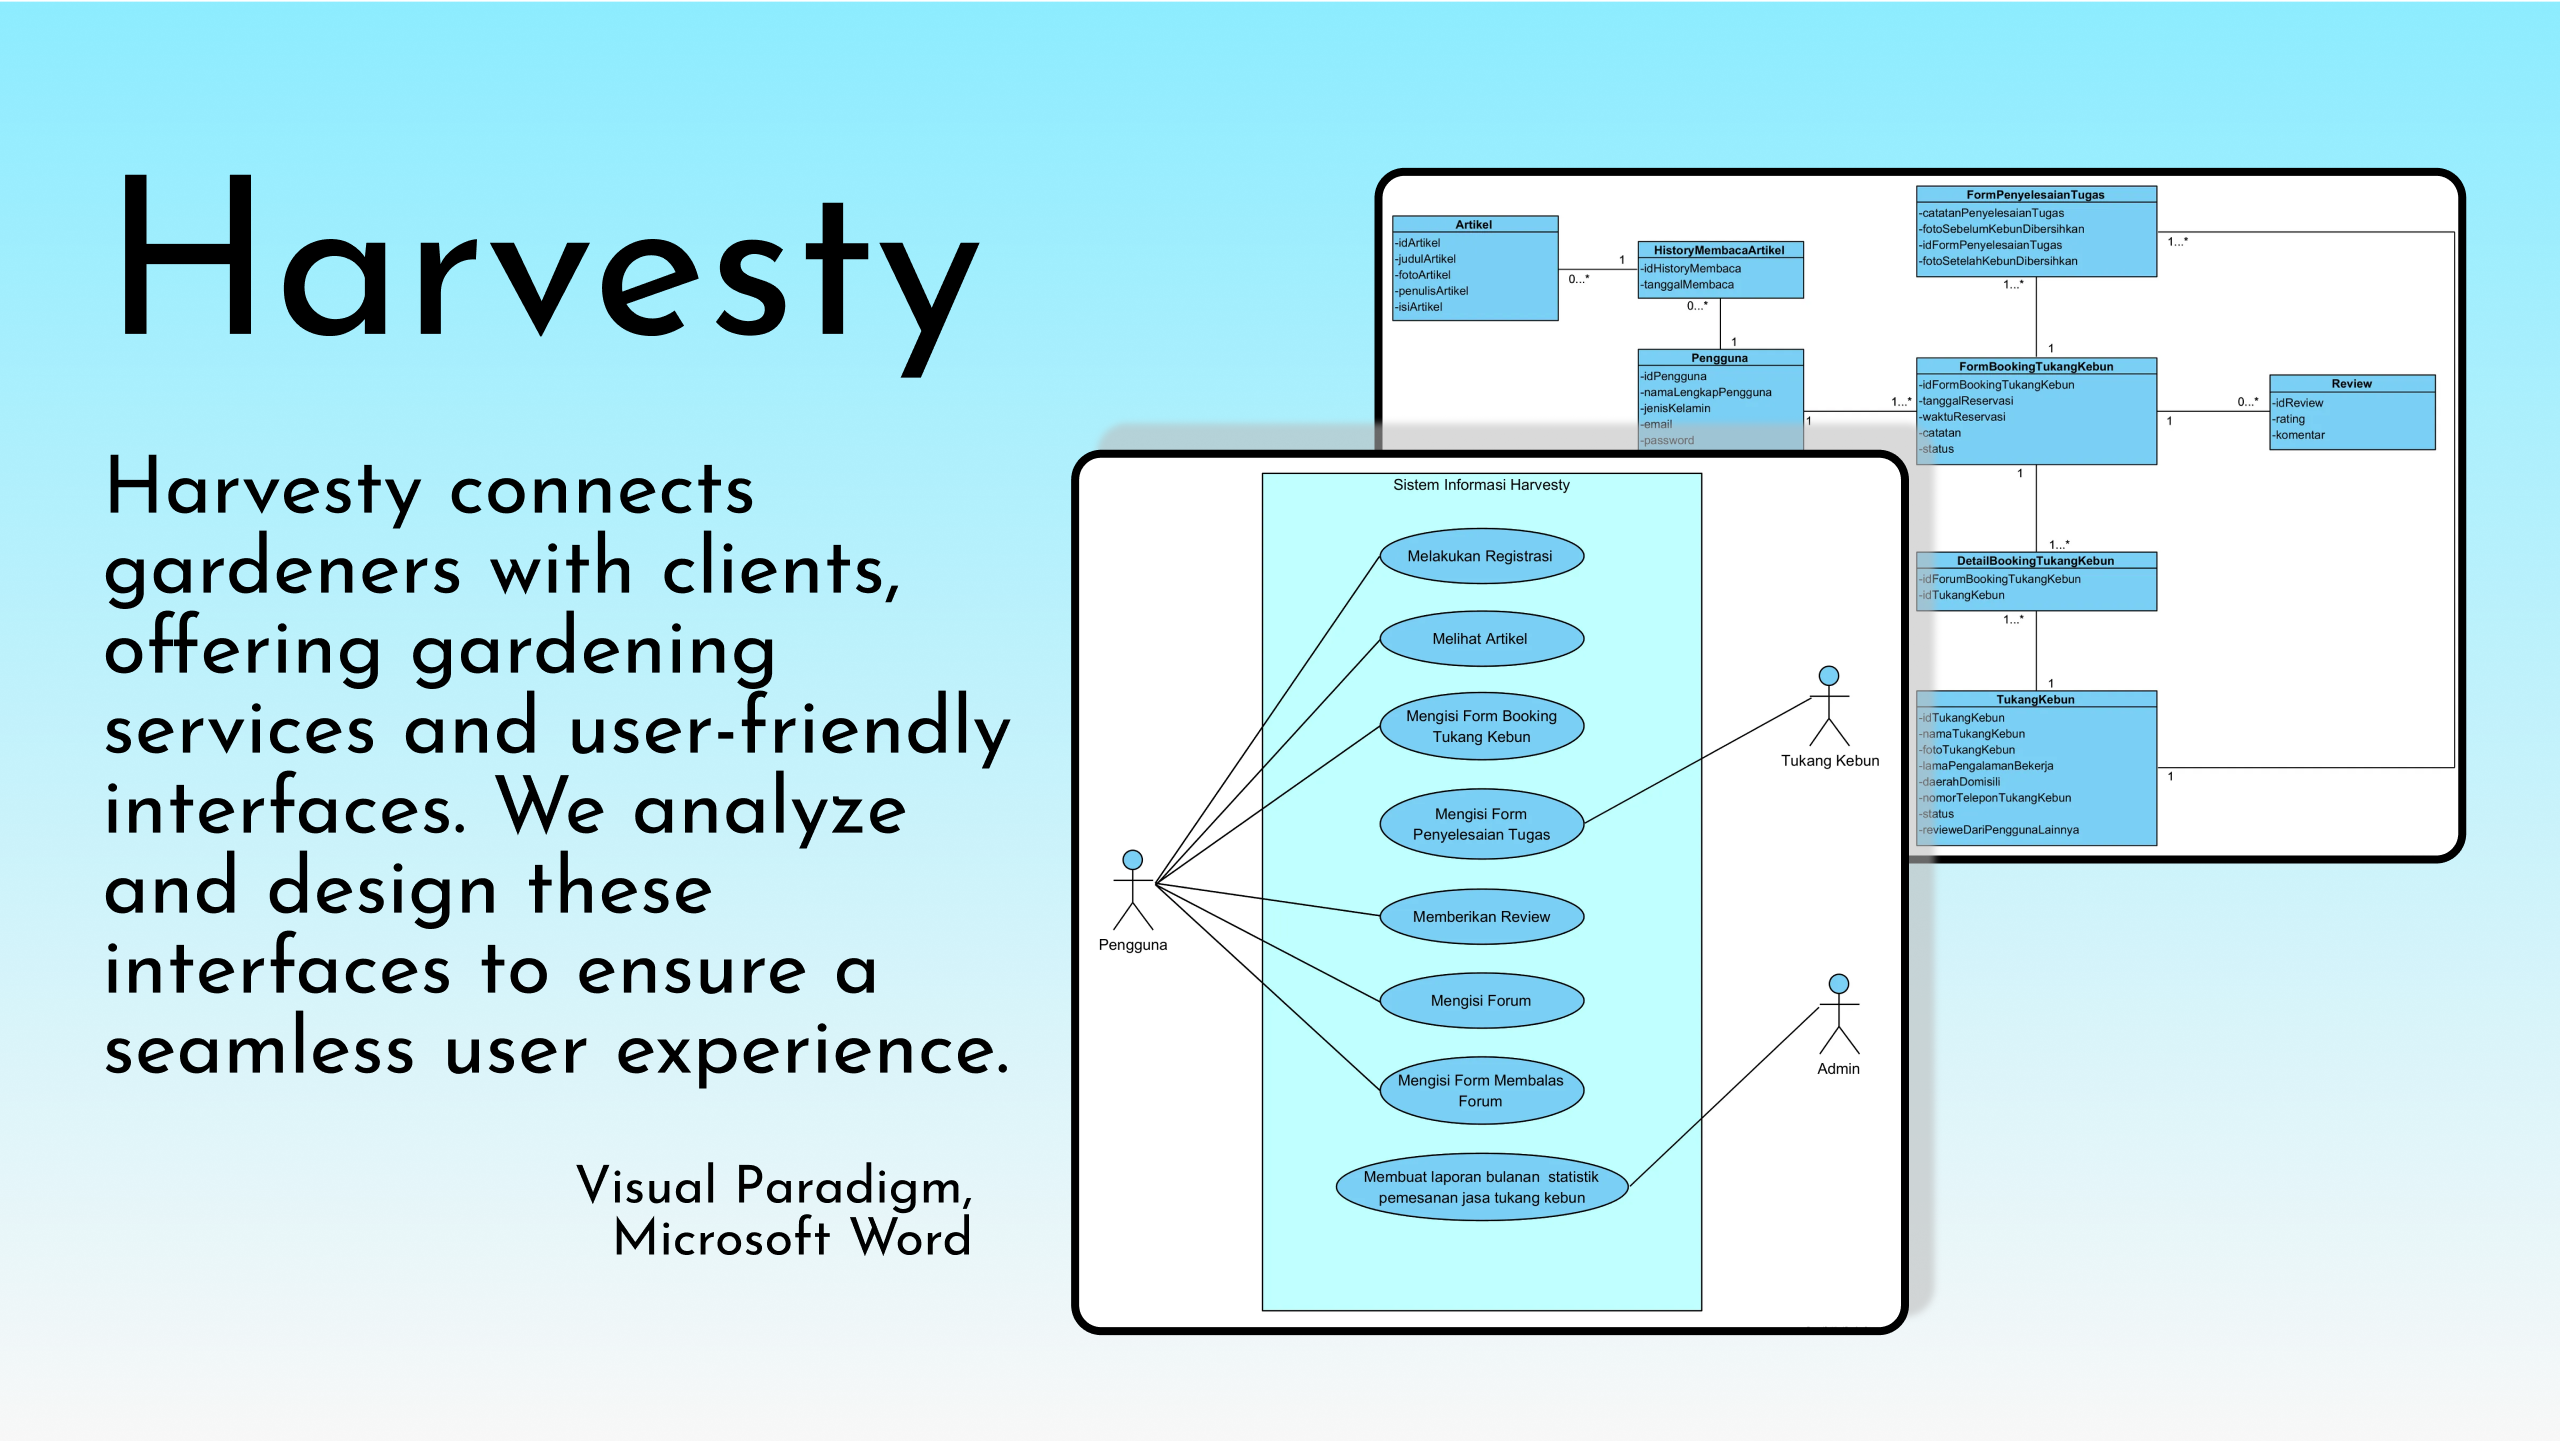 Harvesty
Harvesty connects
gardeners with clients,
offering gardening
services and user-friendly
interfaces. We analyze
and design these
interfaces to ensure a
seamless user experience.
Visual Paradigm,
Microsoft Word
Artikel
-idArtikel
-judulArtikel
-fotoArtikel
-penulisArtikel
-isiArtikel
1
0...*
HistoryMembacaArtikel
-idHistoryMembaca
-tanggalMembaca
0...*
1
Pengguna
-idPengguna
-namaLengkapPengguna
-jenisKelamin
-email
-password
1...*
1
FormPenyelesaianTugas
-catatanPenyelesaianTugas
-fotoSebelumKebunDibersihkan
-idFormPenyelesaianTugas
-fotoSetelahKebunDibersihkan
1...*
1...*
1
FormBookingTukangKebun
-idFormBookingTukangKebun
-tanggalReservasi
-waktuReservasi
-catatan
-status
0...*
1
Review
-idReview
-rating
-komentar
1
1...*
DetailBookingTukangKebun
-idForumBookingTukangKebun
-idTukangKebun
1...*
1
TukangKebun
-idTukangKebun
-namaTukangKebun
-fotoTukangKebun
-lamaPengalamanBekerja
-daerahDomisili
-nomorTeleponTukangKebun
-status
-revieweDariPenggunaLainnya
1
Sistem Informasi Harvesty
Melakukan Registrasi
Melihat Artikel
Mengisi Form Booking
Tukang Kebun
Mengisi Form
Penyelesaian Tugas
Memberikan Review
Mengisi Forum
Mengisi Form Membalas
Forum
Membuat laporan bulanan  statistik
pemesanan jasa tukang kebun
Pengguna
Tukang Kebun
Admin